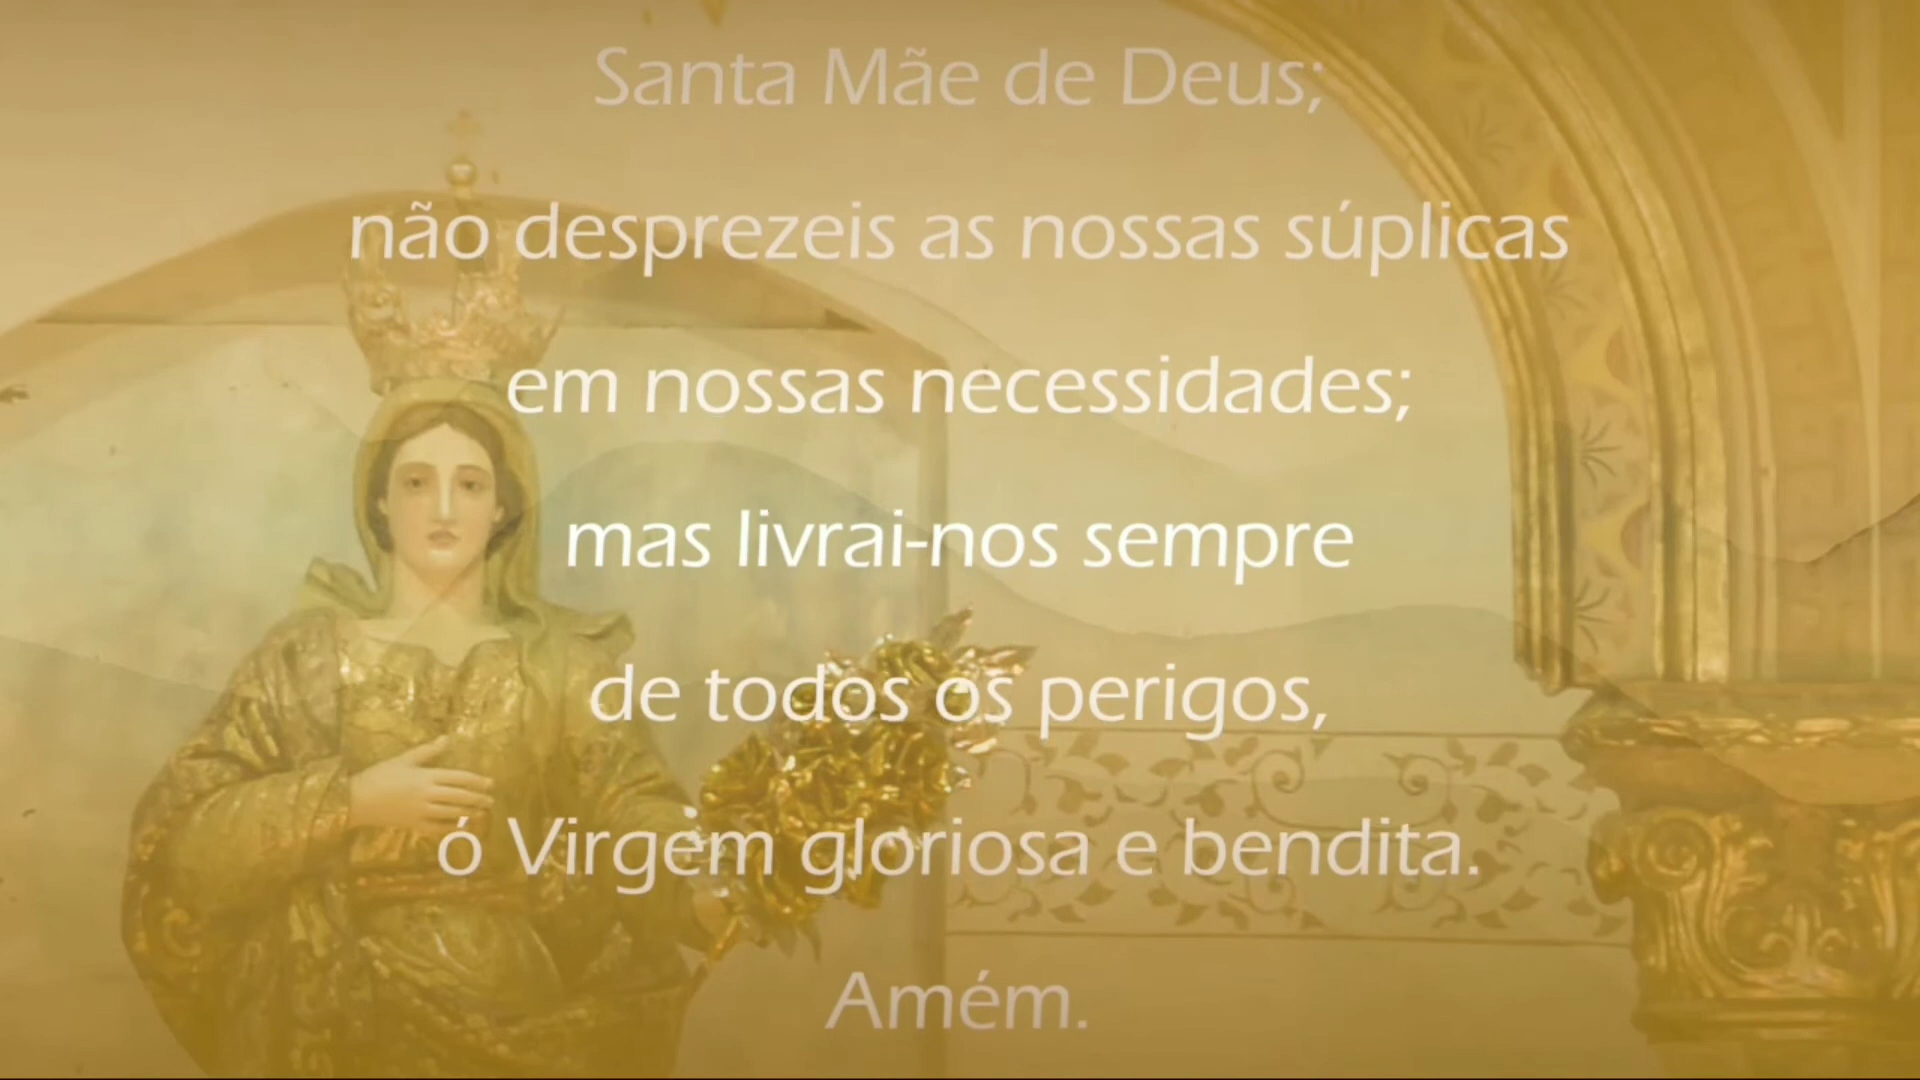 Santa Mãe de Deus;
não desprezeis as nossas súplicas
em nossas necessidades;
mas livrai-nos sempre
de todos os perigos,
ó Virgem gloriosa e bendita.
Amém.